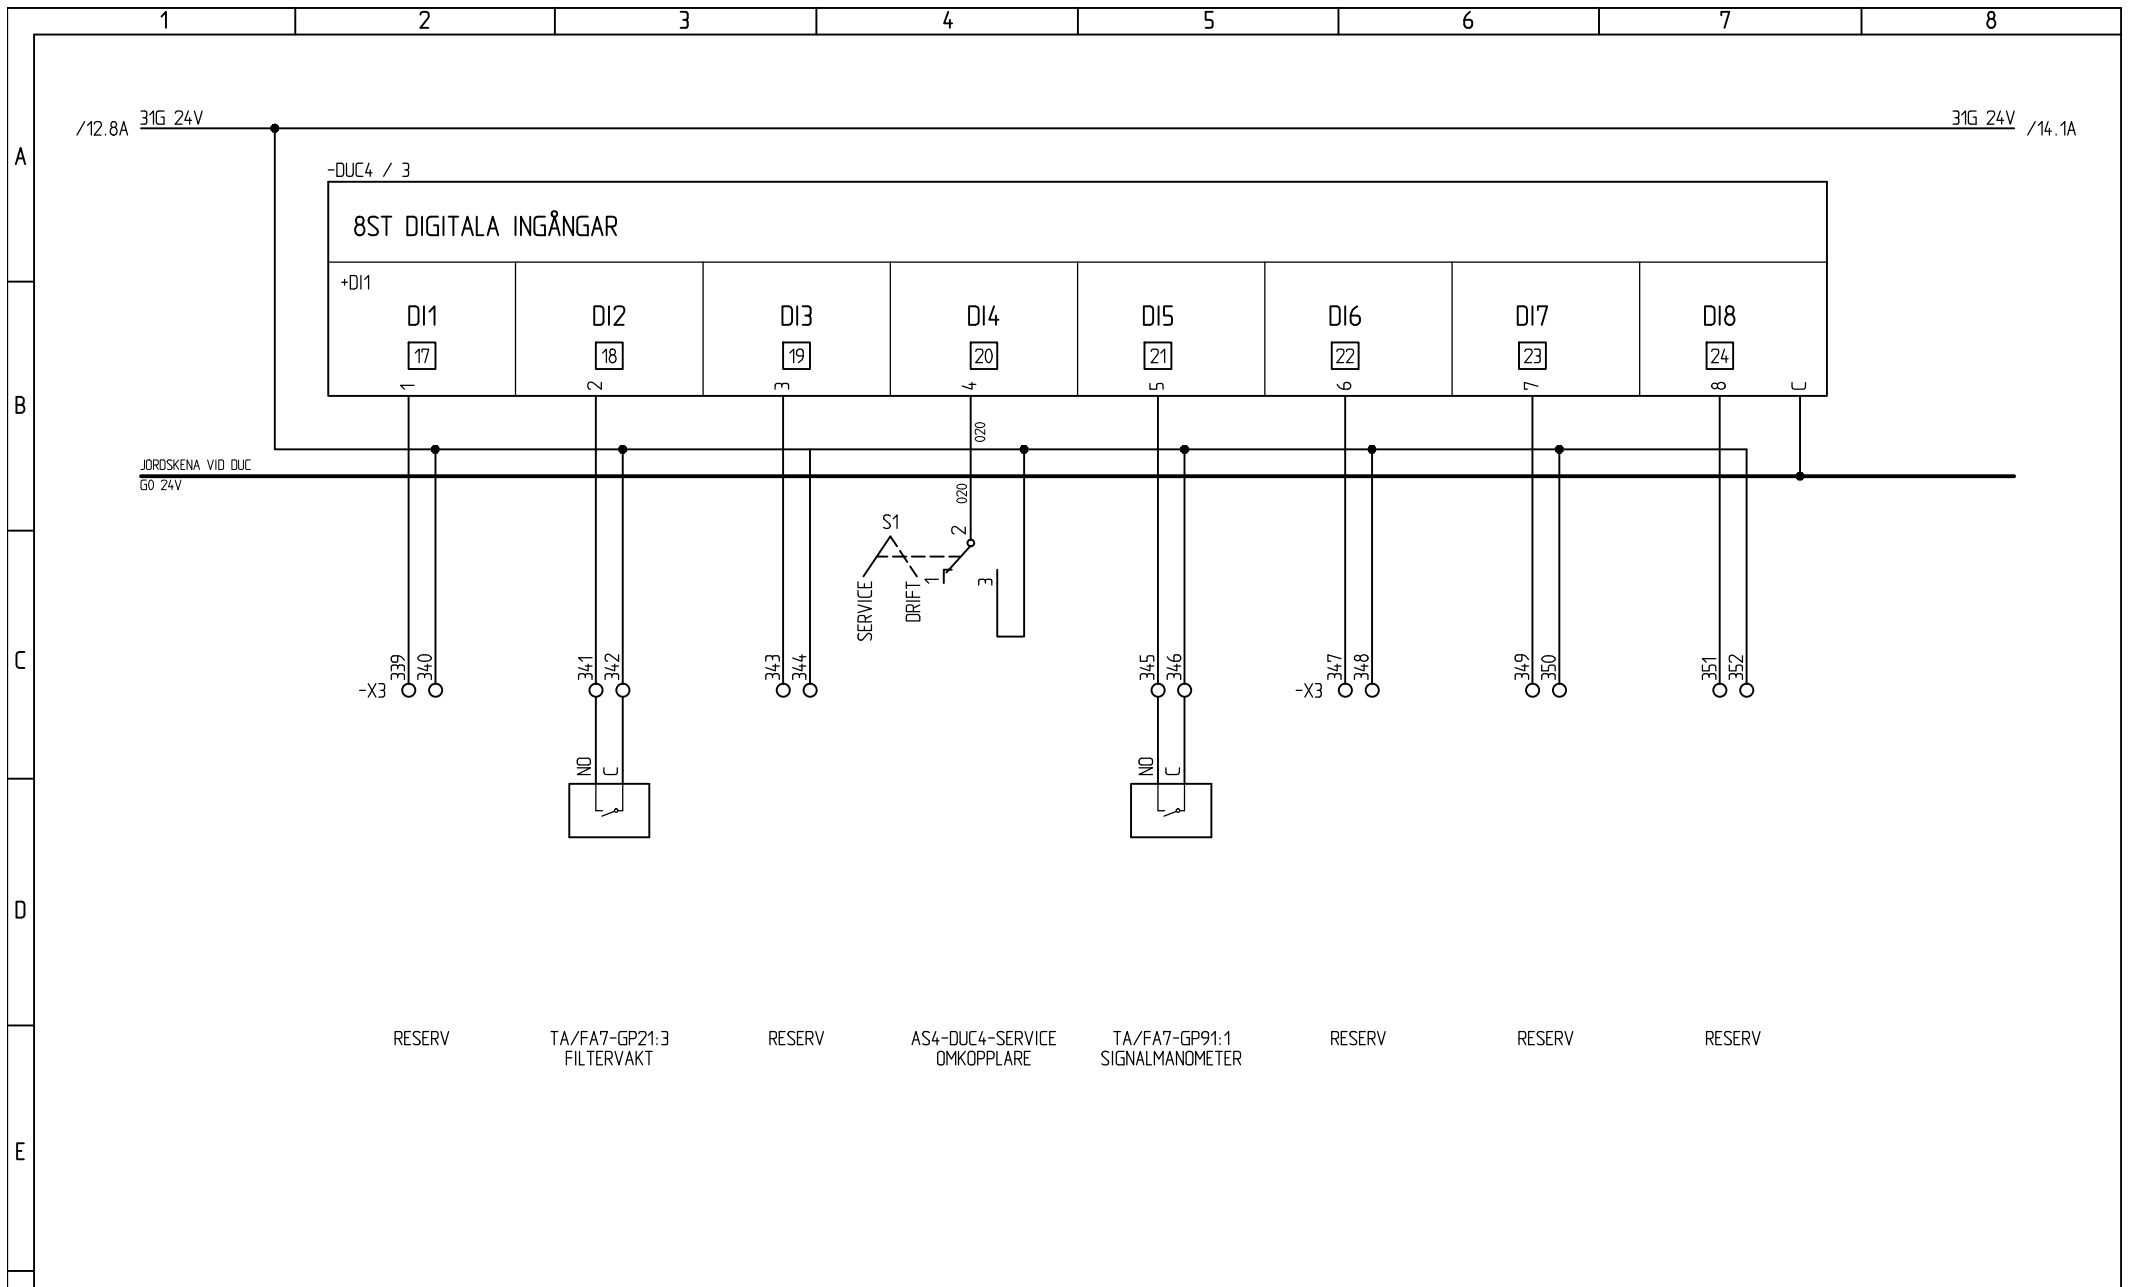 1 2 3 4 5 6 7 8
31G 24V 31G 24V
/12.8A /14.1A
A
-DUC4 / 3
8ST DIGITALA INGÅNGAR
+DI1
DI1 DI2 DI3 DI4 DI5 DI6 DI7 DI8
17 18 19 20 21 22 23 24
1 2 3 4 5 6 7 8 C
B
020
JORDSKENA VID DUC
G0 24V
020
S1
2
1
3
SERVICE
DRIFT
C
339 340 341 342 343 344 345 346 347 348 349 350 351 352
-X3 -X3
NO C NO C
D
RESERV
TA/FA7-GP21:3
FILTERVAKT
RESERV
AS4-DUC4-SERVICE
OMKOPPLARE
TA/FA7-GP91:1
SIGNALMANOMETER
RESERV
RESERV
RESERV
E